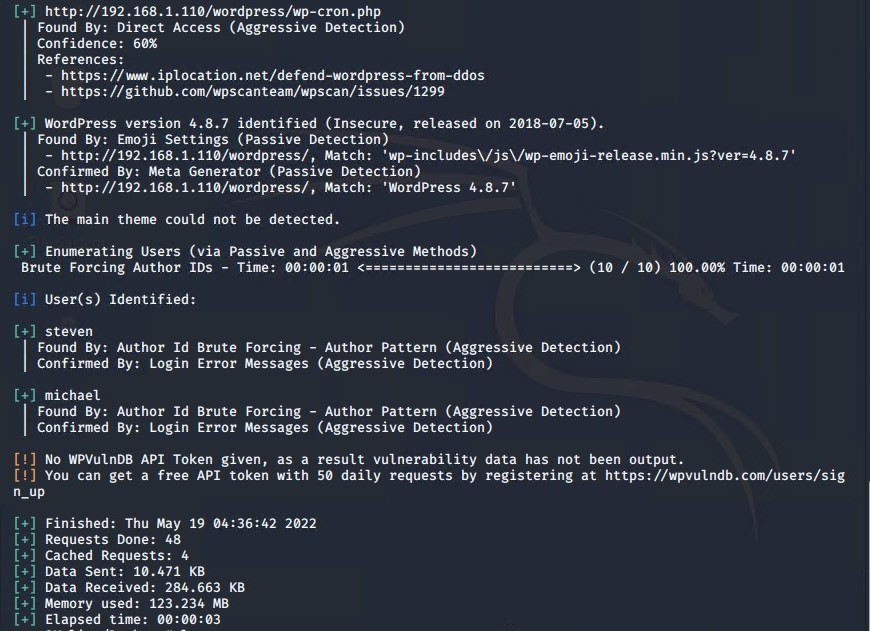 [+] http://192.168.1.110/wordpress/wp-cron.php
| Found By: Direct Access (Aggressive Detection)
| Confidence: 60%
| References:
|  - https://www.iplocation.net/defend-wordpress-from-ddos
|  - https://github.com/wpscanteam/wpscan/issues/1299
[+] WordPress version 4.8.7 identified (Insecure, released on 2018-07-05).
| Found By: Emoji Settings (Passive Detection)
|  - http://192.168.1.110/wordpress/, Match: 'wp-includes\/js\/wp-emoji-release.min.js?ver=4.8.7'
| Confirmed By: Meta Generator (Passive Detection)
|  - http://192.168.1.110/wordpress/, Match: 'WordPress 4.8.7'
[i] The main theme could not be detected.
[+] Enumerating Users (via Passive and Aggressive Methods)
Brute Forcing Author IDs - Time: 00:00:01 <===========================> (10 / 10) 100.00% Time: 00:00:01
[i] User(s) Identified:
[+] steven
| Found By: Author Id Brute Forcing - Author Pattern (Aggressive Detection)
| Confirmed By: Login Error Messages (Aggressive Detection)
[+] michael
| Found By: Author Id Brute Forcing - Author Pattern (Aggressive Detection)
| Confirmed By: Login Error Messages (Aggressive Detection)
[!] No WPVulnDB API Token given, as a result vulnerability data has not been output.
[!] You can get a free API token with 50 daily requests by registering at https://wpvulndb.com/users/sig
n_up
[+] Finished: Thu May 19 04:36:42 2022
[+] Requests Done: 48
[+] Cached Requests: 4
[+] Data Sent: 10.471 KB
[+] Data Received: 284.663 KB
[+] Memory used: 123.234 MB
[+] Elapsed time: 00:00:03